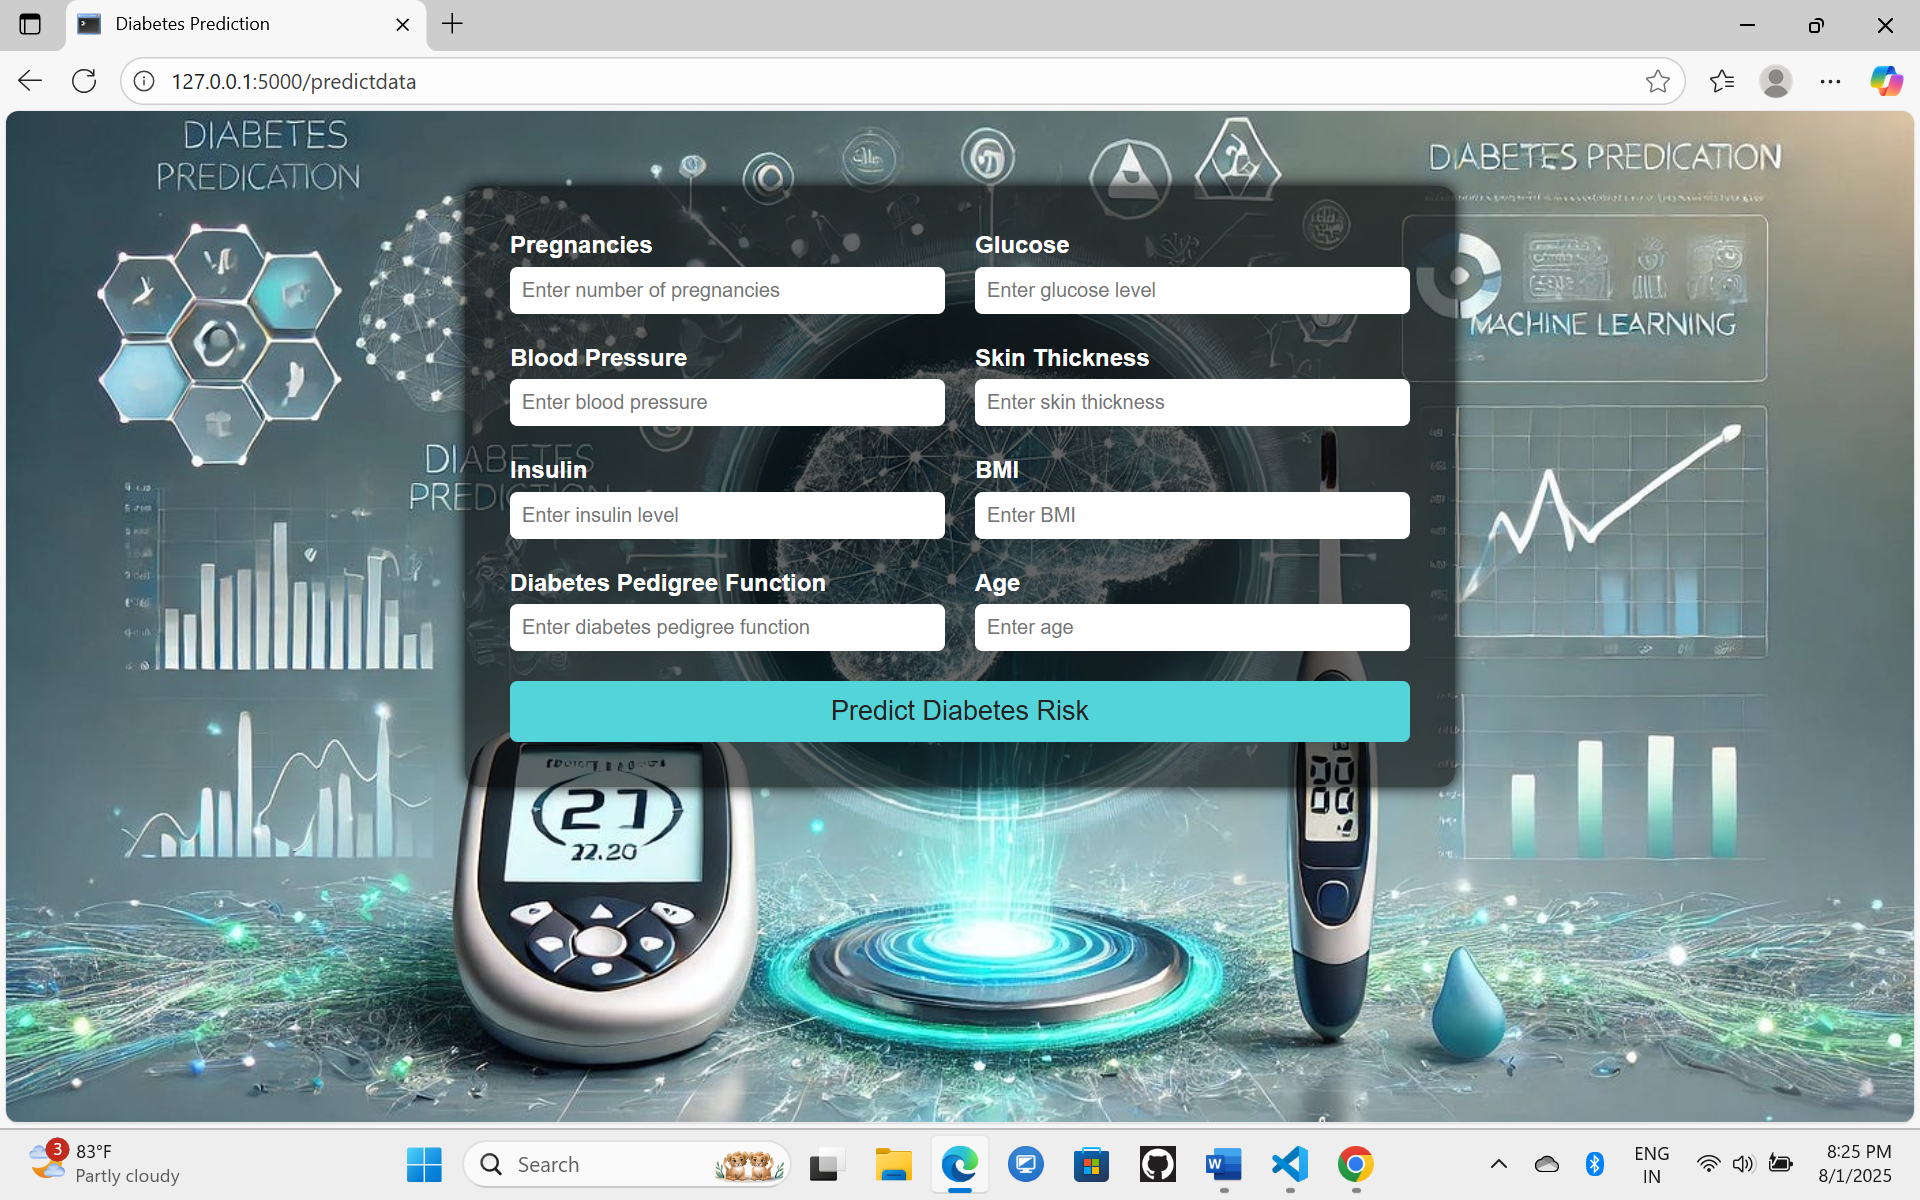 Diabetes Prediction
127.0.0.1:5000/predictdata
DIABETES
PREDICATION
DIABETES PREDICATION
MACHINE LEARNING
DIABETES
Pregnancies
Enter number of pregnancies
Glucose
Enter glucose level
Blood Pressure
Enter blood pressure
Skin Thickness
Enter skin thickness
Insulin
Enter insulin level
BMI
Enter BMI
Diabetes Pedigree Function
Enter diabetes pedigree function
Age
Enter age
Predict Diabetes Risk
27
22.20
3
83°F
Partly cloudy
Search
ENG
IN
8:25 PM
8/1/2025